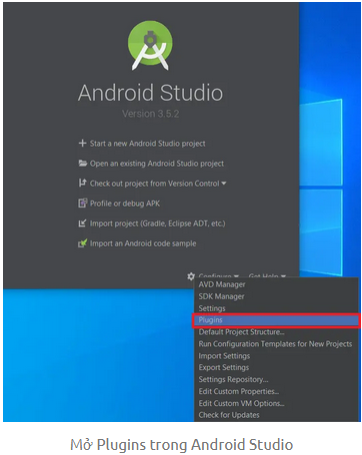 Android Studio
Version 3.5.2
Start a new Android Studio project
Open an existing Android Studio project
Check out project from Version Control
Profile or debug APK
Import project (Gradle, Eclipse ADT, etc.)
Import an Android code sample
Configure Get Help
AVD Manager
SDK Manager
Settings
Plugins
Default Project Structure...
Run Configuration Templates for New Projects
Import Settings
Export Settings
Settings Repository...
Edit Custom Properties...
Edit Custom VM Options...
Check for Updates
Mở Plugins trong Android Studio